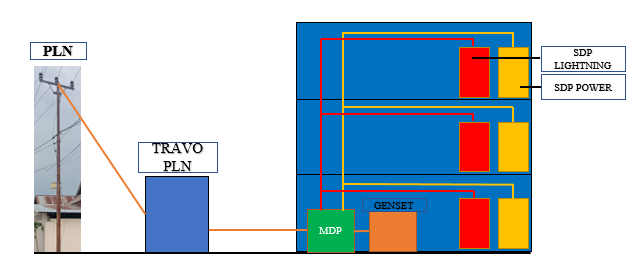 PLN
TRAVO
PLN
SDP
LIGHTNING
SDP POWER
GENSET
MDP